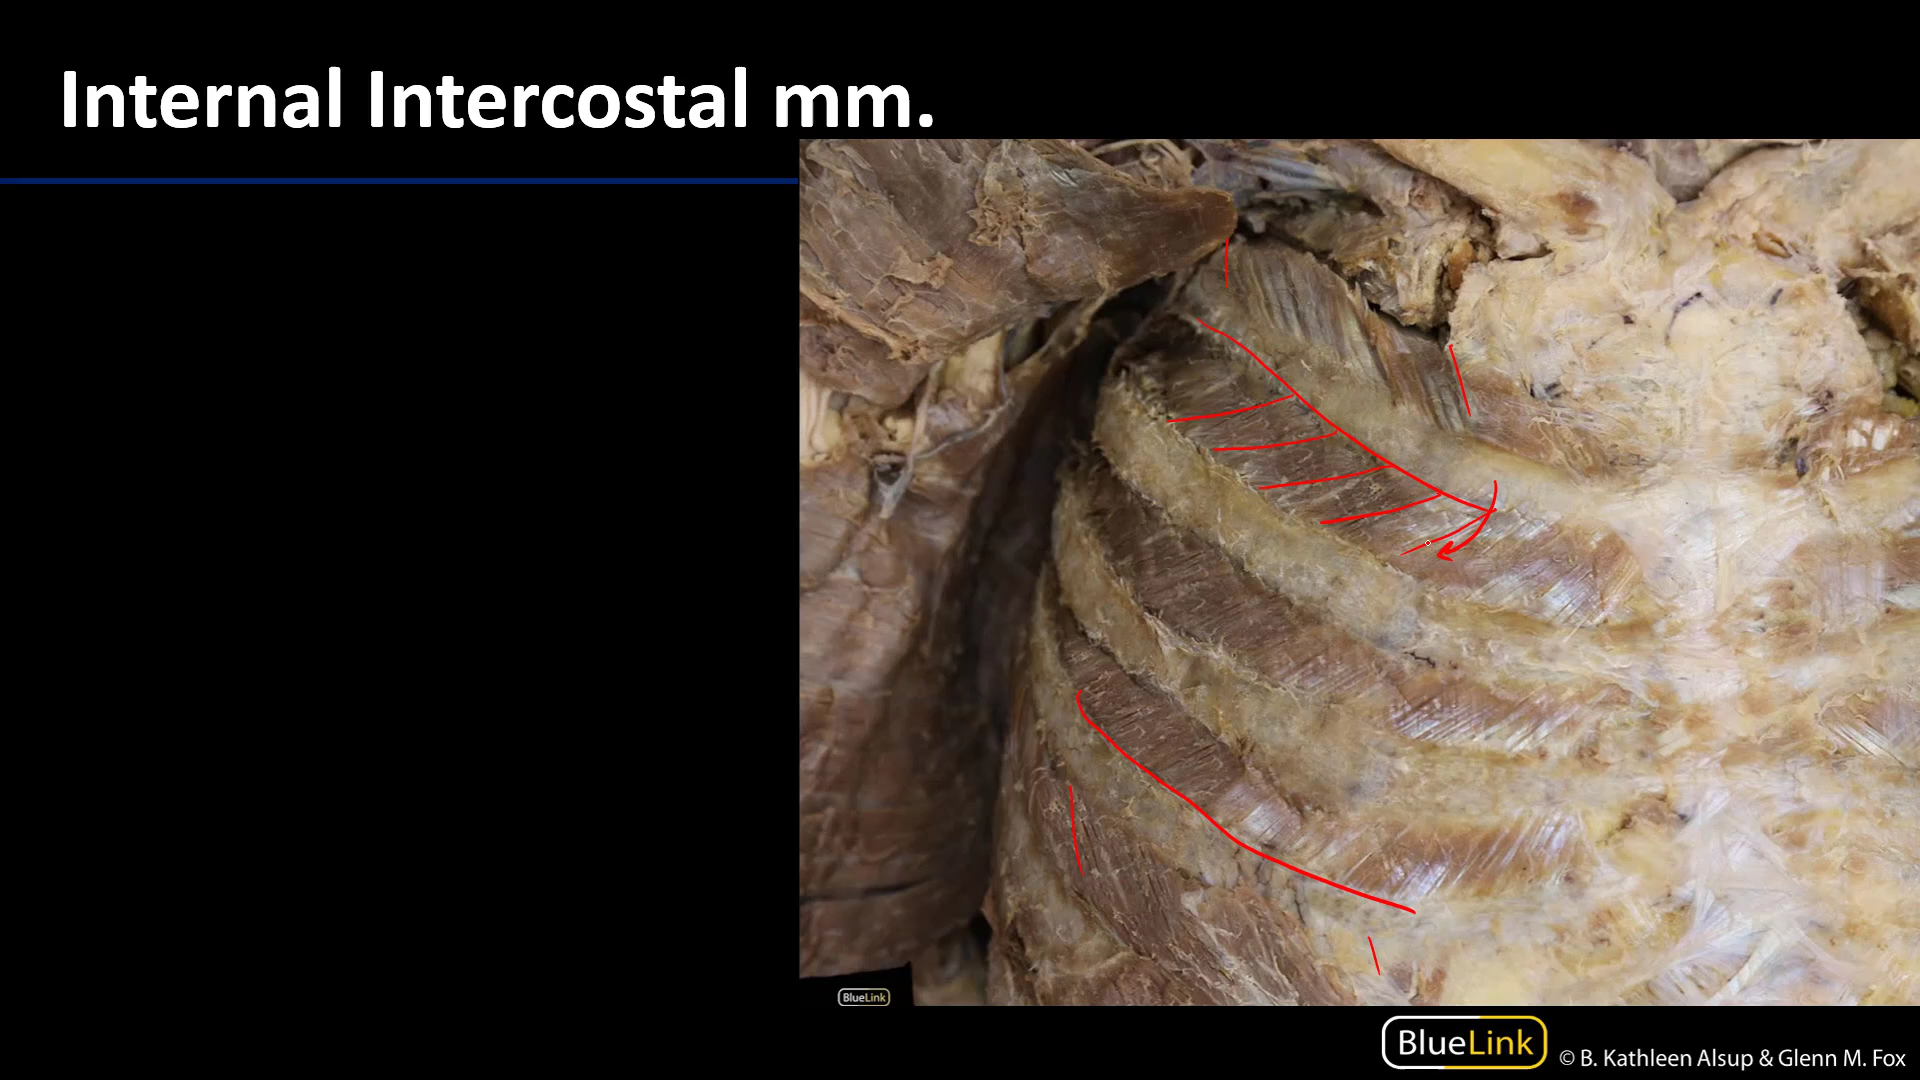 Internal Intercostal mm.
BlueLink
BlueLink
© B. Kathleen Alsup & Glenn M. Fox